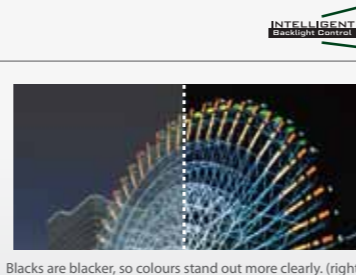 INTELLIGENT
Backlight Control
Blacks are blacker, so colours stand out more clearly. (right